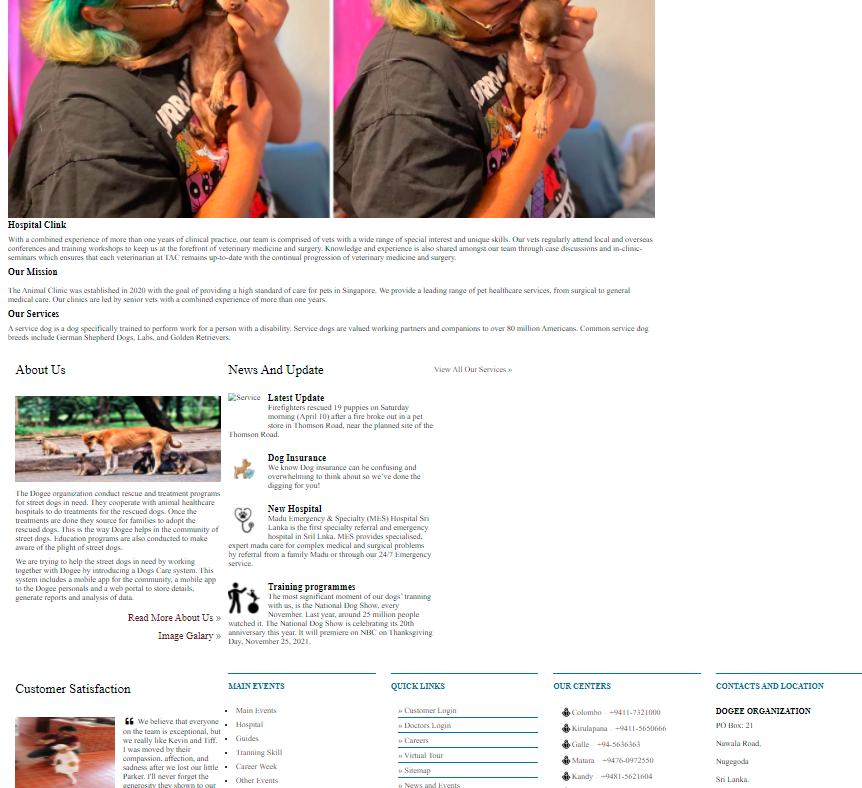 Hospital Clink
With a combined experience of more than one years of clinical practice, our team is comprised of vets with a wide range of special interest and unique skills. Our vets regularly attend local and overseas
conferences and training workshops to keep us at the forefront of veterinary medicine and surgery. Knowledge and experience is also shared amongst our team through case discussions and in-clinic-
seminars which ensures that each veterinarian at TAC remains up-to-date with the continual progression of veterinary medicine and surgery.
Our Mission
The Animal Clinic was established in 2020 with the goal of providing a high standard of care for pets in Singapore. We provide a leading range of pet healthcare services, from surgical to general
medical care. Our clinics are led by senior vets with a combined experience of more than one years.
Our Services
A service dog is a dog specifically trained to perform work for a person with a disability. Service dogs are valued working partners and companions to over 80 million Americans. Common service dog
breeds include German Shepherd Dogs, Labs, and Golden Retrievers.
About Us
The Dogee organization conduct rescue and treatment programs
for street dogs in need. They cooperate with animal healthcare
hospitals to do treatments for the rescued dogs. Once the
treatments are done they source for families to adopt the
rescued dogs. This is the way Dogee helps in the community of
street dogs. Education programs are also conducted to make
aware of the plight of street dogs.
We are trying to help the street dogs in need by working
together with Dogee by introducing a Dogs Care system. This
system includes a mobile app for the community, a mobile app
to the Dogee personals and a web portal to store details,
generate reports and analysis of data.
Read More About Us »
Image Galary »
News And Update
Service
Latest Update
Firefighters rescued 19 puppies on Saturday
morning (April 10) after a fire broke out in a pet
store in Thomson Road, near the planned site of the
Thomson Road.
Dog Insurance
We know Dog insurance can be confusing and
overwhelming to think about so we've done the
digging for you!
New Hospital
Madu Emergency & Specialty (MES) Hospital Sri
Lanka is the first specialty referral and emergency
hospital in Sril Lnka. MES provides specialised,
expert madu care for complex medical and surgical problems
by referral from a family Madu or through our 24/7 Emergency
service.
Training programmes
The most significant moment of our dogs' tranning
with us, is the National Dog Show, every
November. Last year, around 25 million people
watched it. The National Dog Show is celebrating its 20th
anniversary this year. It will premiere on NBC on Thanksgiving
Day, November 25, 2021.
View All Our Services »
Customer Satisfaction
We believe that everyone
on the team is exceptional, but
we really like Kevin and Tiff.
I was moved by their
compassion, affection, and
sadness after we lost our little
Parker. I'll never forget the
generosity they showed to our
MAIN EVENTS
Main Events
Hospital
Guides
Tranning Skill
Career Week
Other Events
QUICK LINKS
» Customer Login
» Doctors Login
» Careers
» Virtual Tour
» Sitemap
» News and Events
OUR CENTERS
Colombo +9411-7321000
Kirulapana +9411-5650666
Galle +94-5636363
Matara +9476-0972550
Kandy +9481-5621604
CONTACTS AND LOCATION
DOGEE ORGANIZATION
PO Box: 21
Nawala Road,
Nugegoda
Sri Lanka.